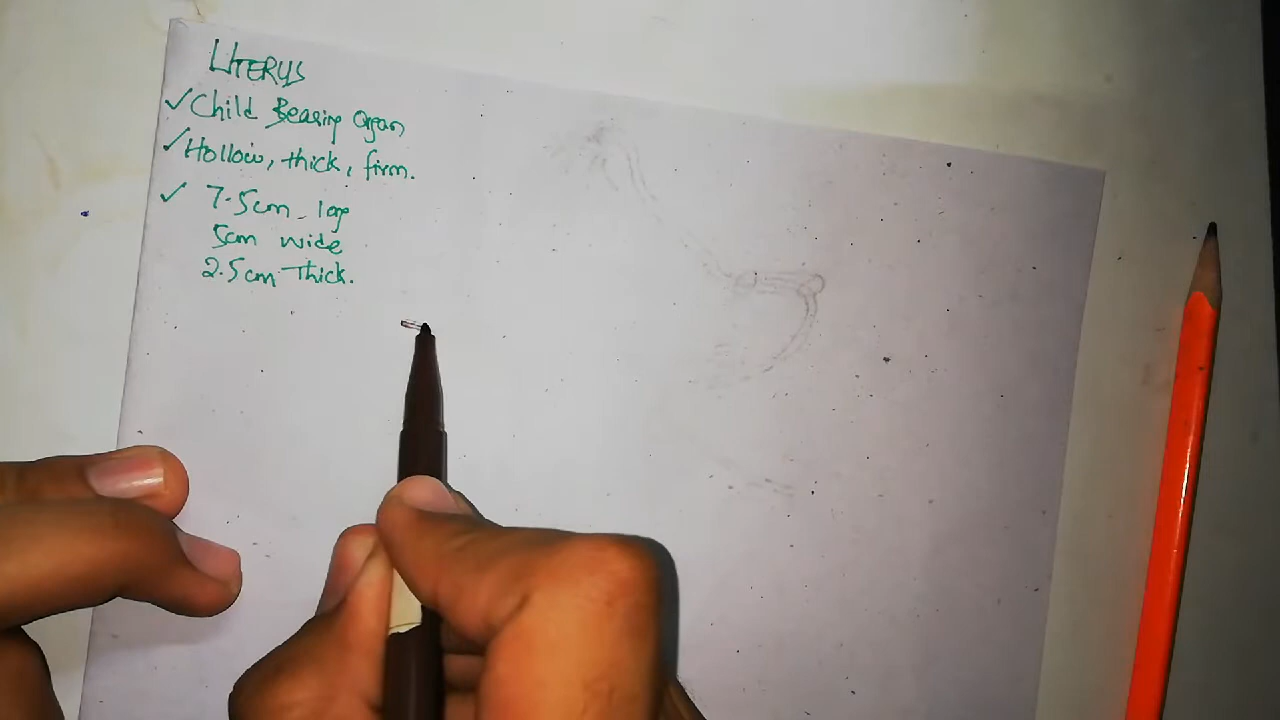 UTERUS
✓ Child Bearing Organ
✓ Hollow, thick, firm.
✓ 7.5cm long
5cm wide
2.5cm Thick.